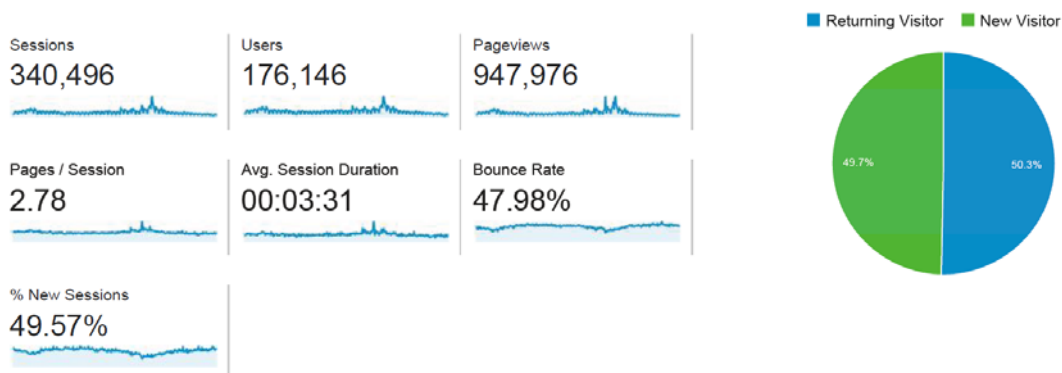 Returning Visitor New Visitor
Sessions Users Pageviews
340,496 176,146 947,976
Pages / Session Avg. Session Duration Bounce Rate
2.78 00:03:31 47.98%
49.7% 50.3%
% New Sessions
49.57%